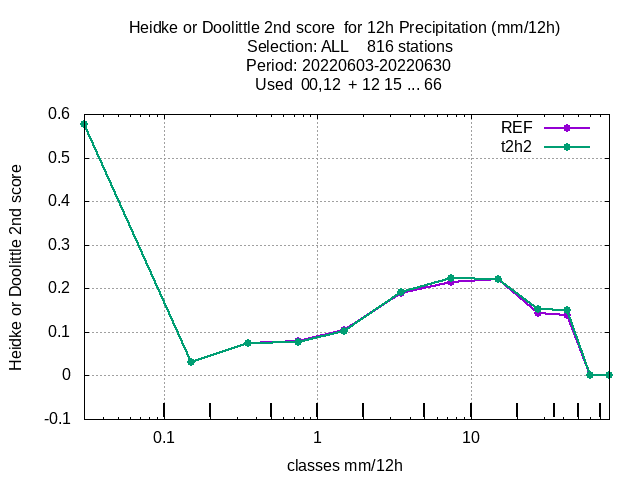 Heidke or Doolittle 2nd score  for 12h Precipitation (mm/12h)
Selection: ALL    816 stations
Period: 20220603-20220630
Used  00,12  + 12 15 ... 66
REF
t2h2
Heidke or Doolittle 2nd score
0.6
0.5
0.4
0.3
0.2
0.1
0
-0.1
0.1 1 10
classes mm/12h